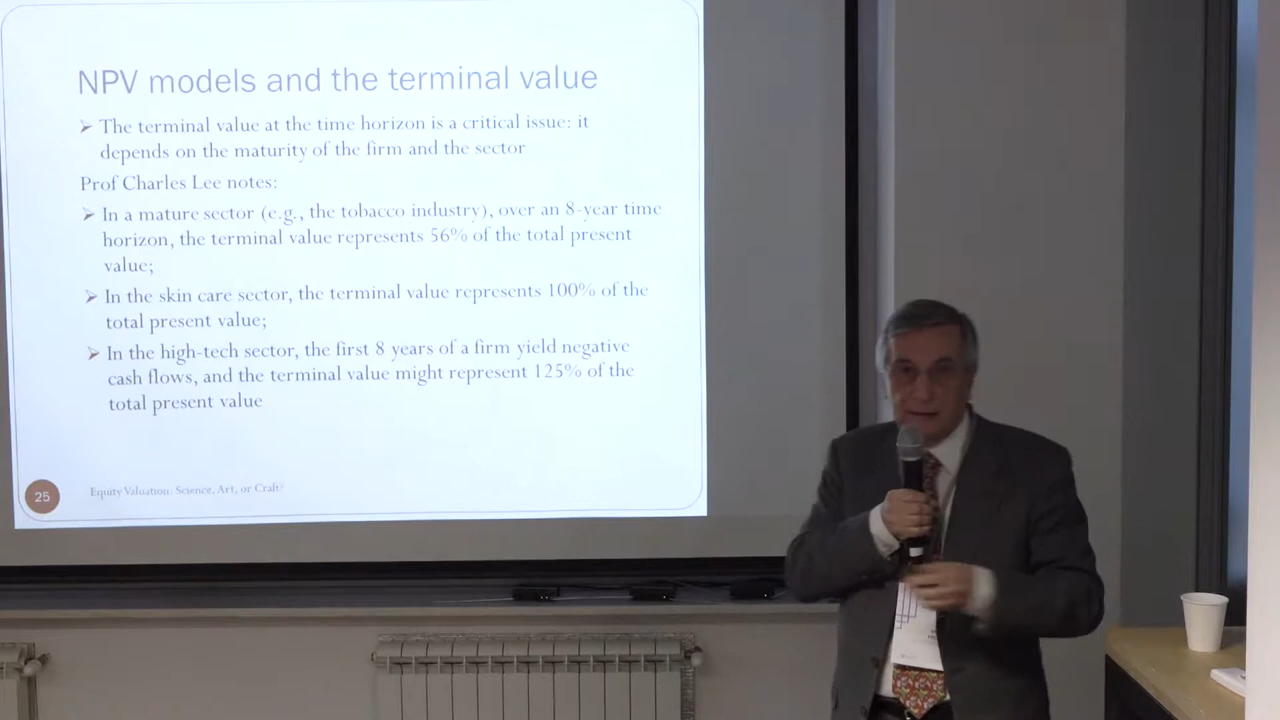 NPV models and the terminal value
➢ The terminal value at the time horizon is a critical issue: it
depends on the maturity of the firm and the sector
Prof Charles Lee notes:
➢ In a mature sector (e.g., the tobacco industry), over an 8-year time
horizon, the terminal value represents 56% of the total present
value;
➢ In the skin care sector, the terminal value represents 100% of the
total present value;
➢ In the high-tech sector, the first 8 years of a firm yield negative
cash flows, and the terminal value might represent 125% of the
total present value
25
Equity Valuation: Science, Art, or Craft?